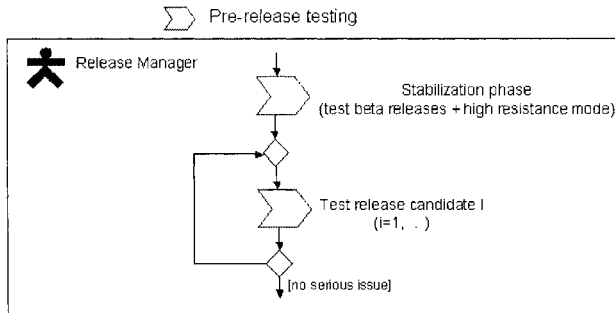 Pre-release testing
Release Manager
Stabilization phase
(test beta releases + high resistance mode)
Test release candidate I
(i=1, . . )
[no serious issue]